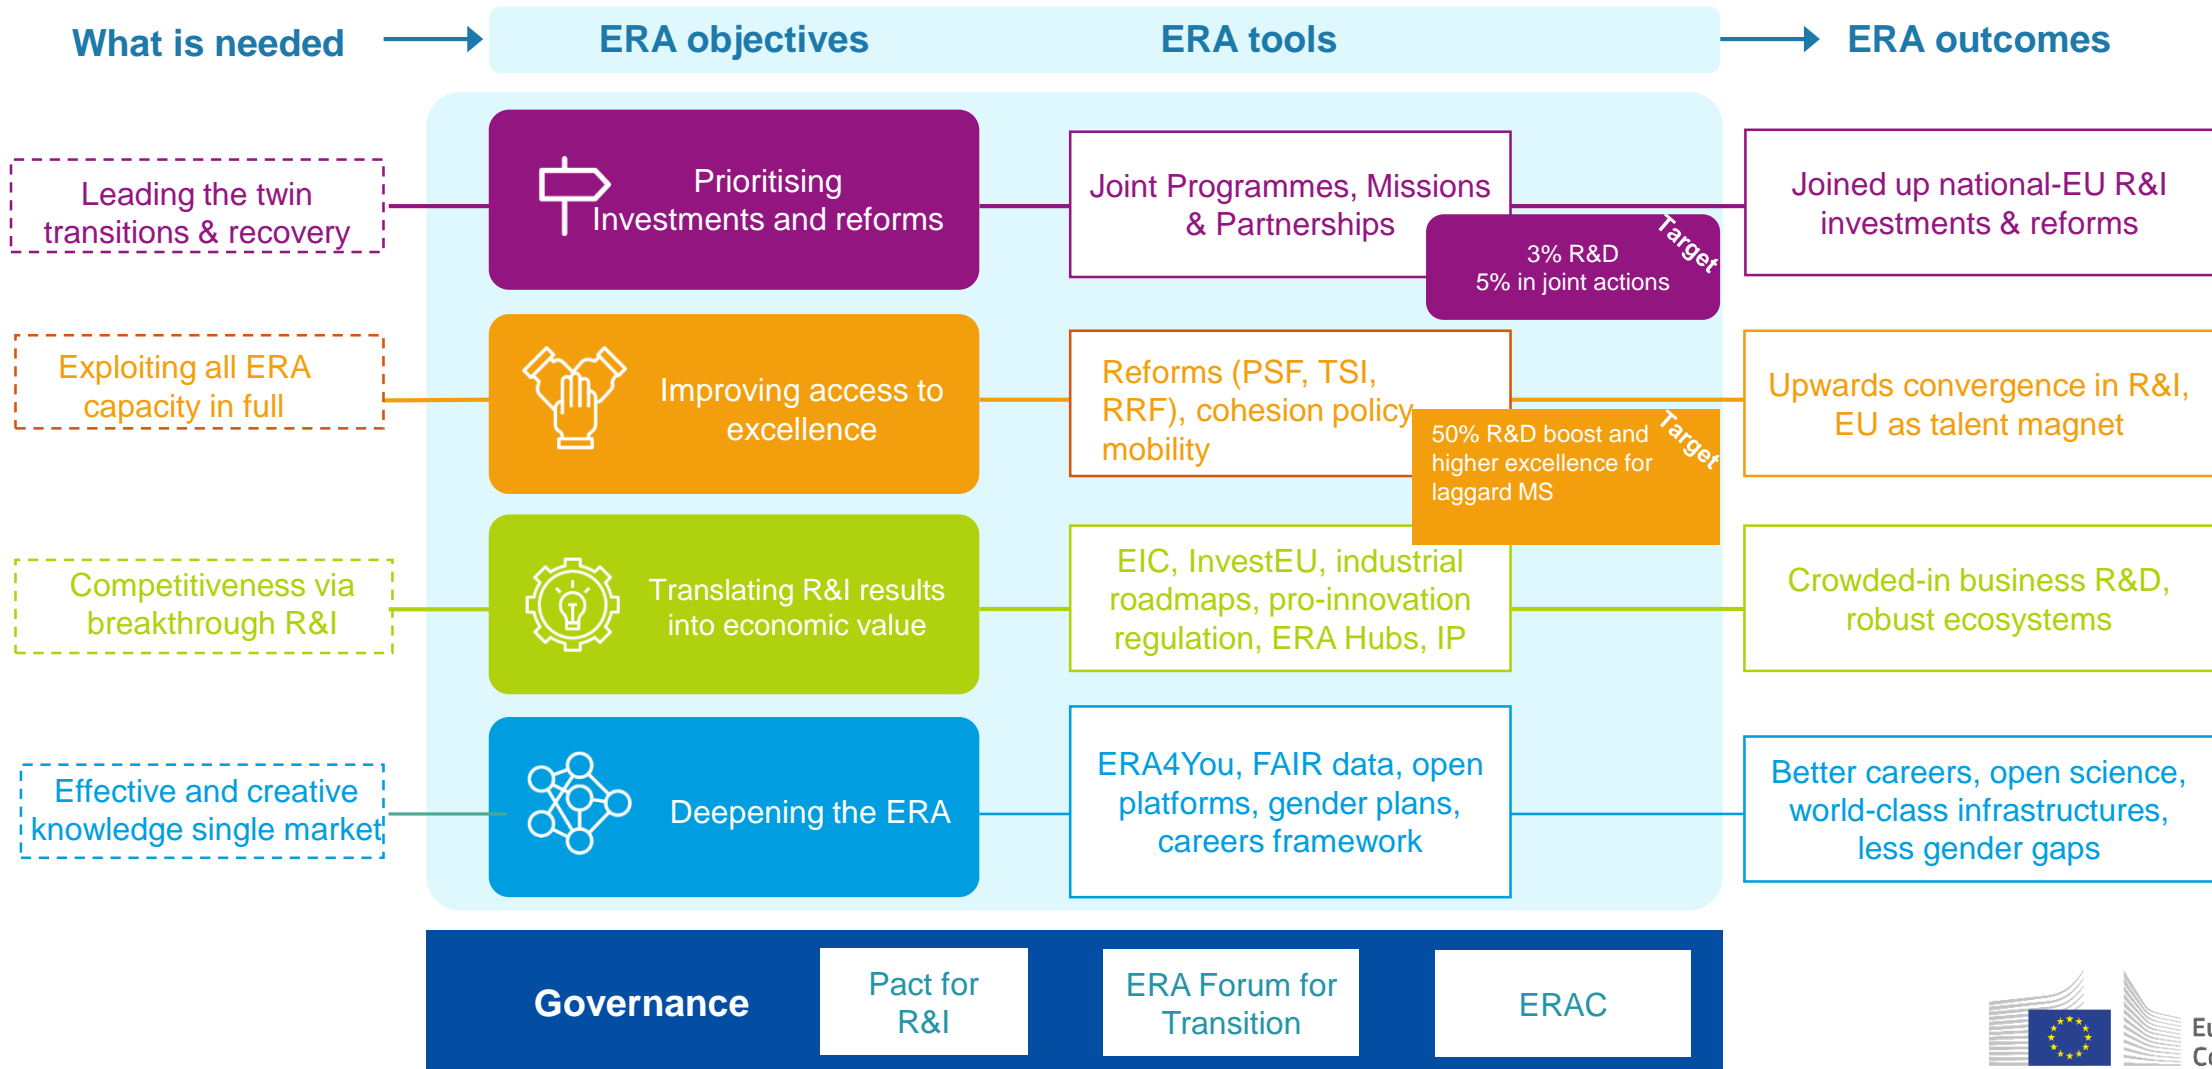 What is needed
ERA objectives
ERA tools
ERA outcomes
Leading the twin
transitions & recovery
Prioritising
Investments and reforms
Joint Programmes, Missions
& Partnerships
Target
3% R&D
5% in joint actions
Joined up national-EU R&I
investments & reforms
Exploiting all ERA
capacity in full
Improving access to
excellence
Reforms (PSF, TSI,
RRF), cohesion policy
mobility
Target
50% R&D boost and
higher excellence for
laggard MS
Upwards convergence in R&I,
EU as talent magnet
Competitiveness via
breakthrough R&I
Translating R&I results
into economic value
EIC, InvestEU, industrial
roadmaps, pro-innovation
regulation, ERA Hubs, IP
Crowded-in business R&D,
robust ecosystems
Effective and creative
knowledge single market
Deepening the ERA
ERA4You, FAIR data, open
platforms, gender plans,
careers framework
Better careers, open science,
world-class infrastructures,
less gender gaps
Governance
Pact for
R&I
ERA Forum for
Transition
ERAC